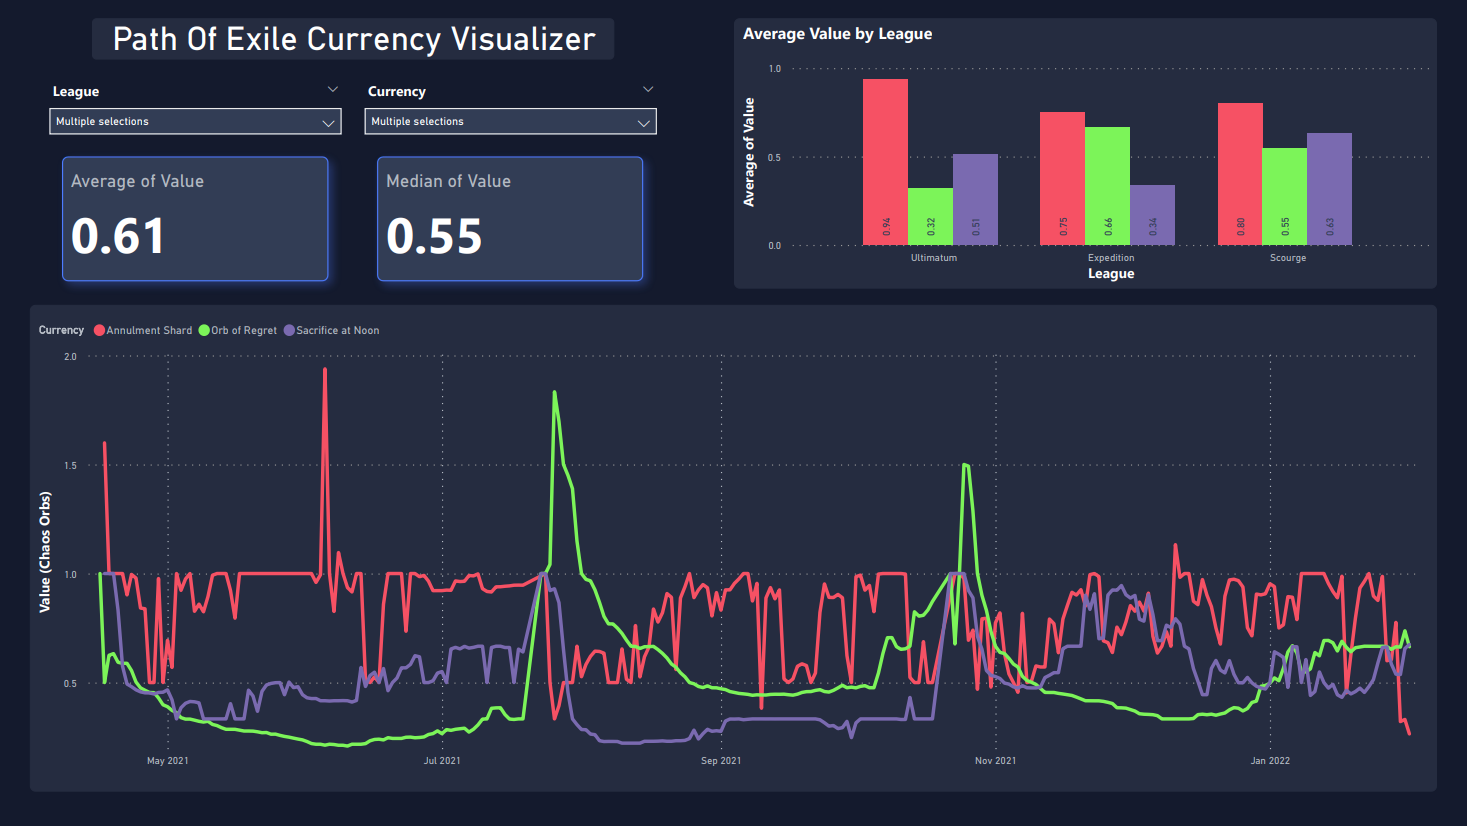 Path Of Exile Currency Visualizer
League
Currency
Multiple selections
Multiple selections
Average of Value
0.61
Median of Value
0.55
Average Value by League
Average of Value
1.0
0.5
0.0
0.94
0.32
0.51
0.75
0.66
0.34
0.80
0.55
0.63
Ultimatum
Expedition
Scourge
League
Currency Annulment Shard Orb of Regret Sacrifice at Noon
Value (Chaos Orbs)
2.0
1.5
1.0
0.5
May 2021
Jul 2021
Sep 2021
Nov 2021
Jan 2022